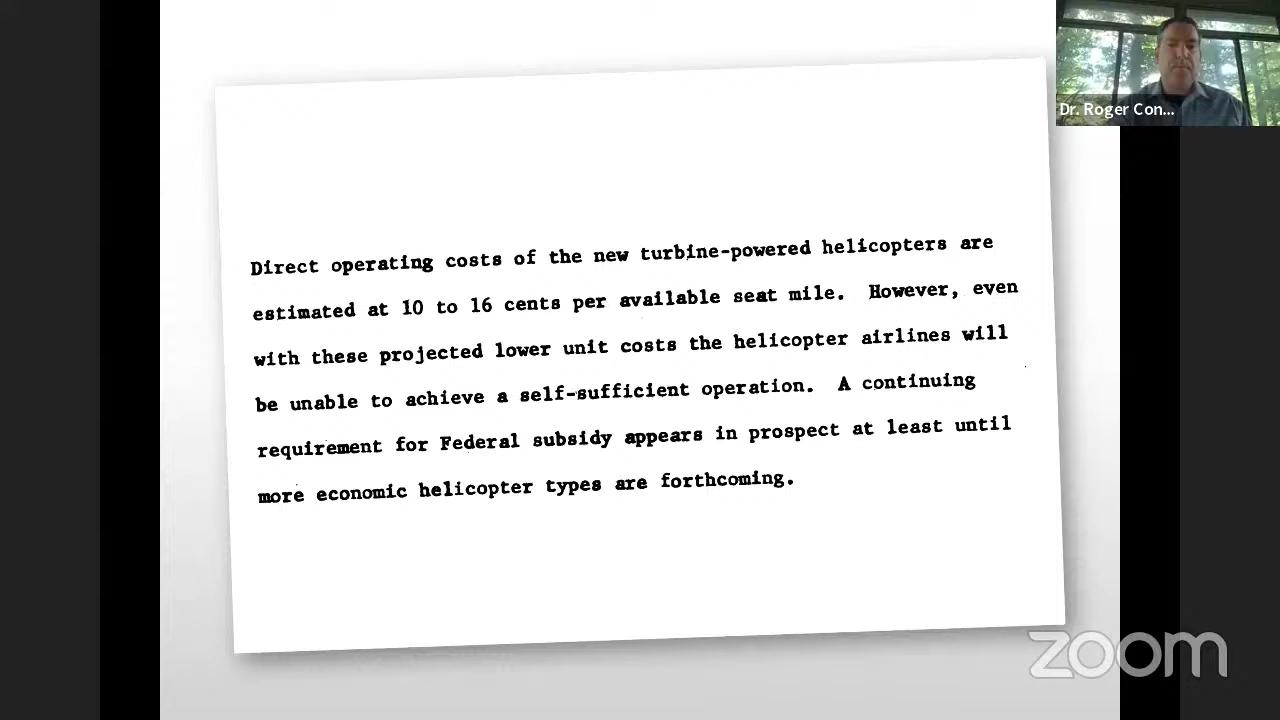 Dr. Roger Con...
Direct operating costs of the new turbine-powered helicopters are
estimated at 10 to 16 cents per available seat mile. However, even
with these projected lower unit costs the helicopter airlines will
be unable to achieve a self-sufficient operation. A continuing
requirement for Federal subsidy appears in prospect at least until
more economic helicopter types are forthcoming.
zoom